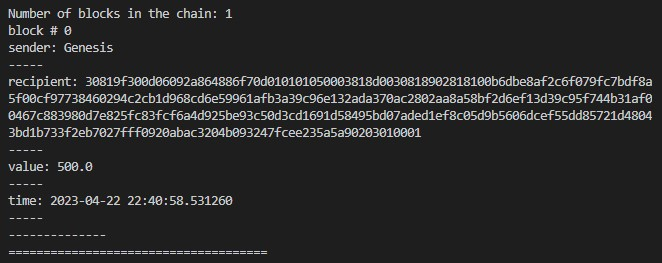 Number of blocks in the chain: 1
block # 0
sender: Genesis
-----
recipient: 30819f300d06092a864886f70d010101050003818d0030818902818100b6dbe8af2c6f079fc7bdf8a
5f00cf97738460294c2cb1d968cd6e59961afb3a39c96e132ada370ac2802aa8a58bf2d6ef13d39c95f744b31af0
0467c883980d7e825fc83fcf6a4d925be93c50d3cd1691d58495bd07aded1ef8c05d9b5606dcef55dd85721d4804
3bd1b733f2eb7027fff0920abac3204b093247fcee235a5a90203010001
-----
value: 500.0
-----
time: 2023-04-22 22:40:58.531260
-----
--------------
=====================================